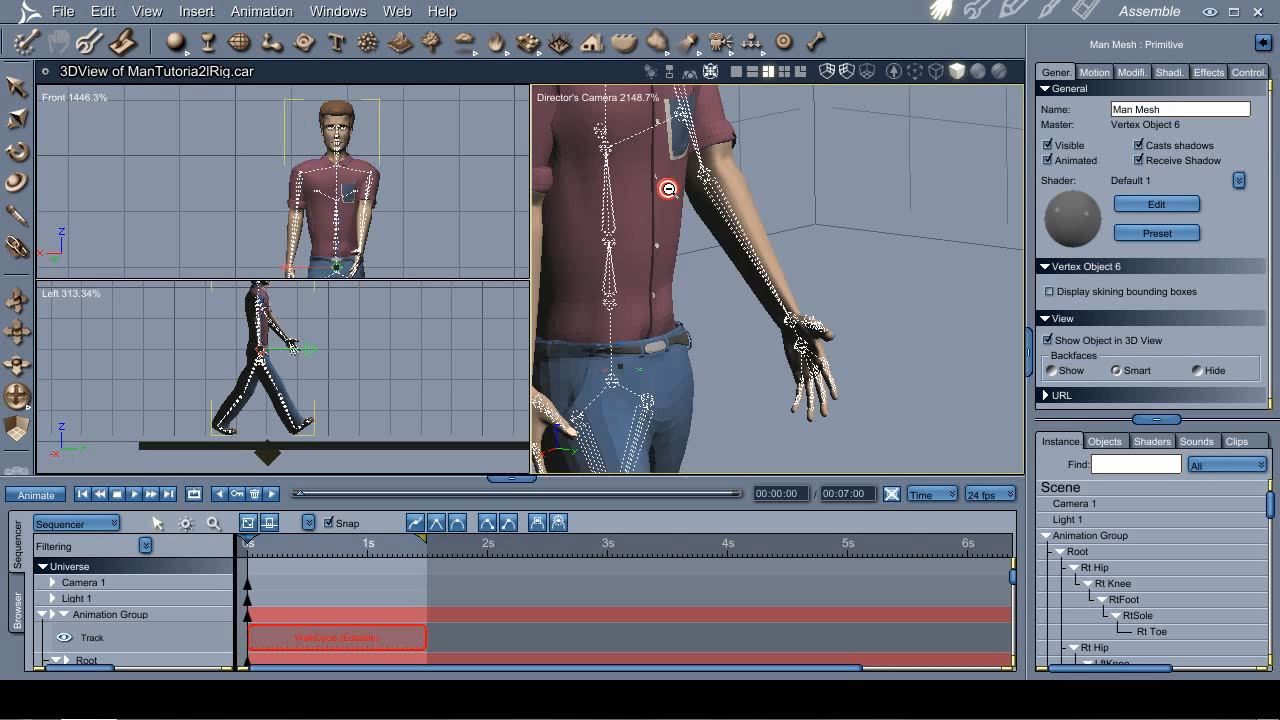 File Edit View Insert Animation Windows Web Help Assemble
3DView of ManTutoria2lRig.car
Front 1446.3%
Z
X
Left 313.34%
Z
Director's Camera 2148.7%
Man Mesh : Primitive
Gener. Motion Modifi. Shadi. Effects Control.
General
Name: Man Mesh
Master: Vertex Object 6
Visible Casts shadows
Animated Receive Shadow
Shader: Default 1
Edit
Preset
Vertex Object 6
Display skining bounding boxes
View
Show Object in 3D View
Backfaces
Show Smart Hide
URL
Instance. Objects Shaders Sounds Clips
Find: All
Scene
Camera 1
Light 1
Animation Group
Root
Rt Hip
Rt Knee
RtFoot
RtSole
Rt Toe
Rt Hip
LftKnee
Animate 00:00:00 / 00:07:00 Time 24 fps
Sequencer
Browser
Sequencer Snap
Filtering 0s 1s 2s 3s 4s 5s 6s
Universe
Camera 1
Light 1
Animation Group
Track WalkCycle (Editable)
Root